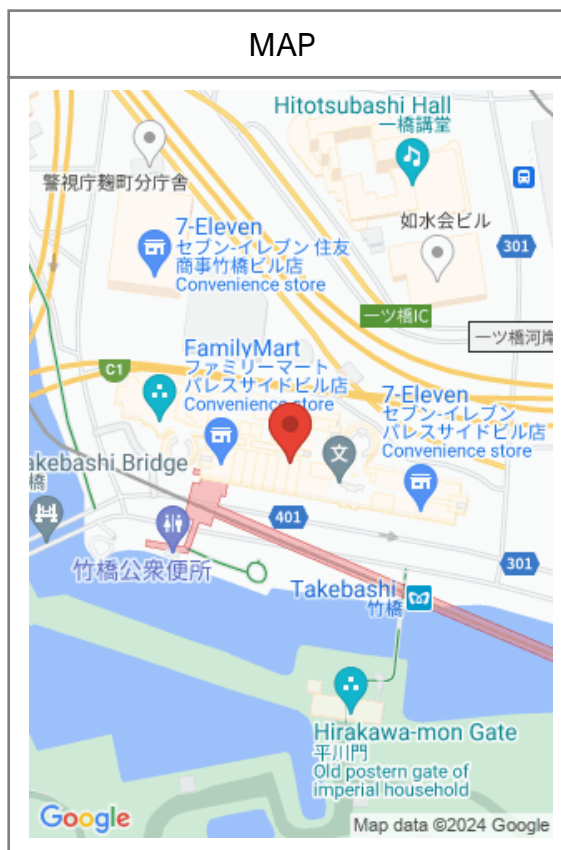 MAP
Hitotsubashi Hall
一橋講堂
警視庁麹町分庁舎
7-Eleven
セブン-イレブン 住友
商事竹橋ビル店
Convenience store
如水会ビル
301
一ツ橋IC
一ツ橋河岸
C1
FamilyMart
ファミリーマート
パレスサイドビル店
Convenience store
7-Eleven
セブン-イレブン
パレスサイドビル店
Convenience store
文
akebashi Bridge
橋
401
301
竹橋公衆便所
Takebashi
竹橋
Hirakawa-mon Gate
平川門
Old postern gate of
imperial household
Google
Map data ©2024 Google